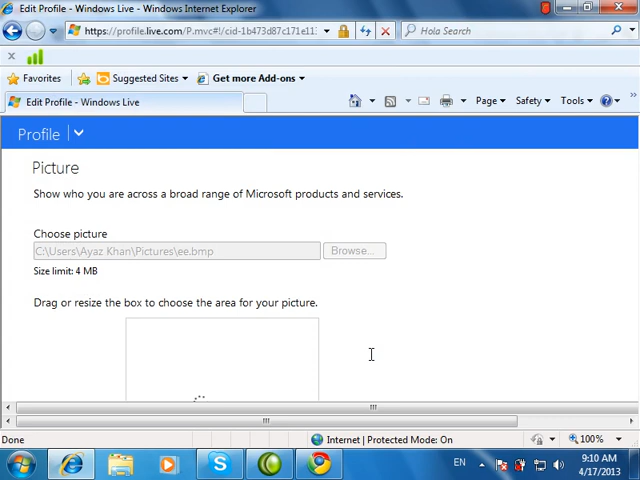 Edit Profile - Windows Live - Windows Internet Explorer
https://profile.live.com/P.mvc#!/cid-1b473d87c171e113
Hola Search
Favorites
Suggested Sites
Get more Add-ons
Edit Profile - Windows Live
Page
Safety
Tools
Profile
Picture
Show who you are across a broad range of Microsoft products and services.
Choose picture
C:\Users\Ayaz Khan\Pictures\ee.bmp
Browse...
Size limit: 4 MB
Drag or resize the box to choose the area for your picture.
Done
Internet | Protected Mode: On
100%
EN
9:10 AM
4/17/2013